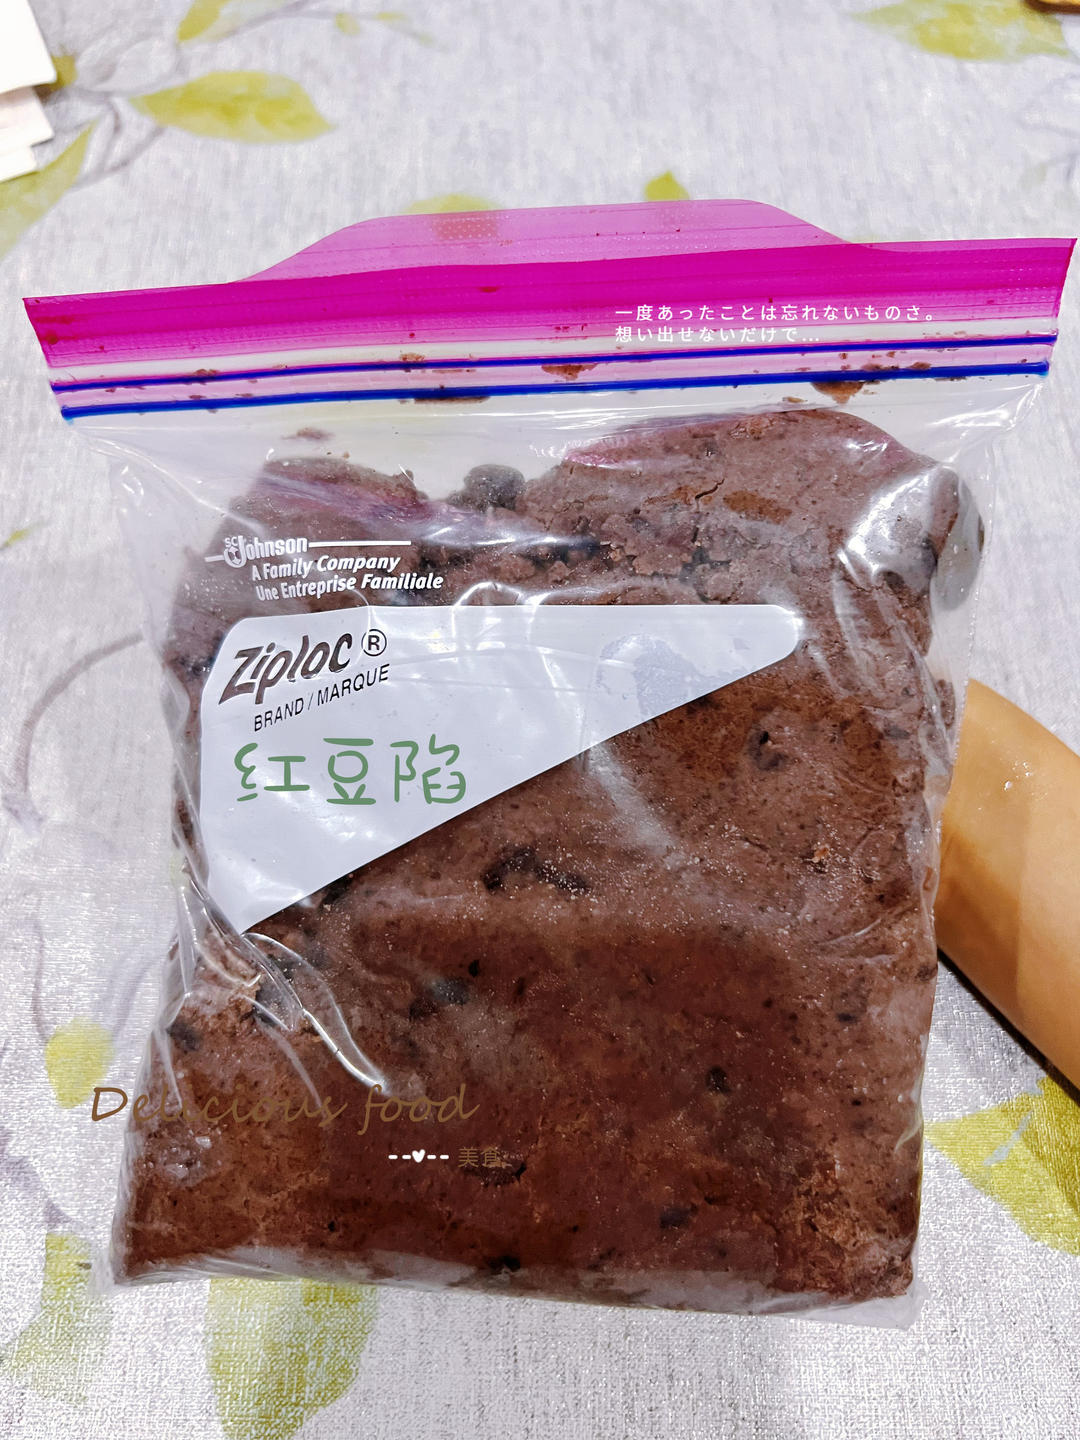 一度あったことは忘れないものさ。
想い出せないだけで...
SC Johnson
A Family Company
Une Entreprise Familiale
Ziploc®
BRAND / MARQUE
红豆陷
Delicious food
美食